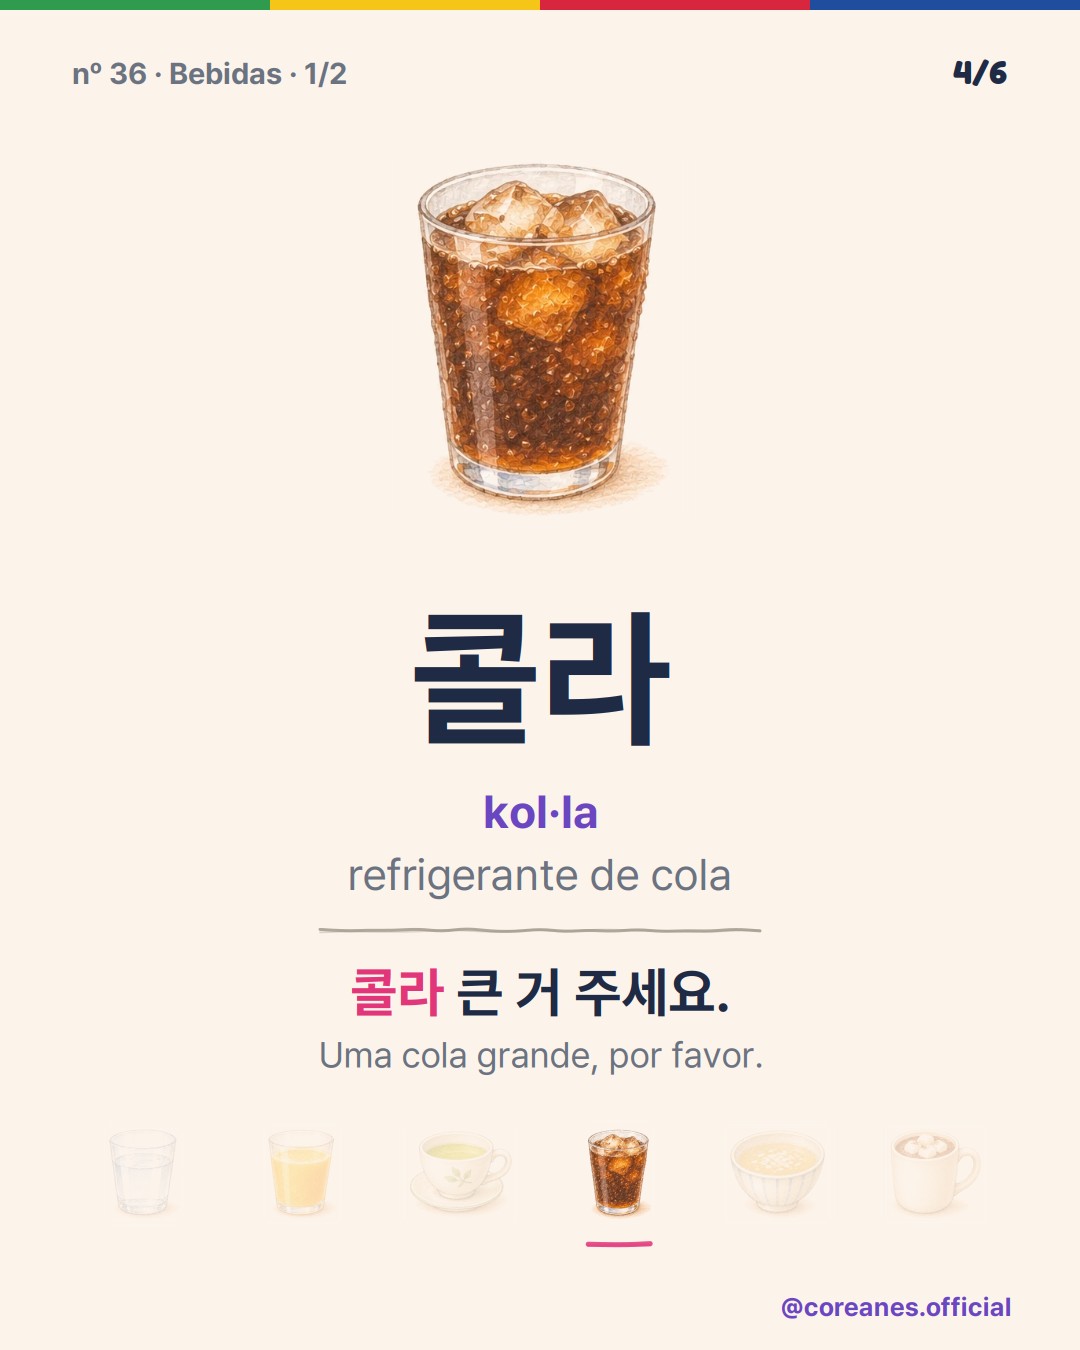 nº 36 · Bebidas · 1/2
4/6
콜라
kol·la
refrigerante de cola
콜라 큰 거 주세요.
Uma cola grande, por favor.
@coreanes.official